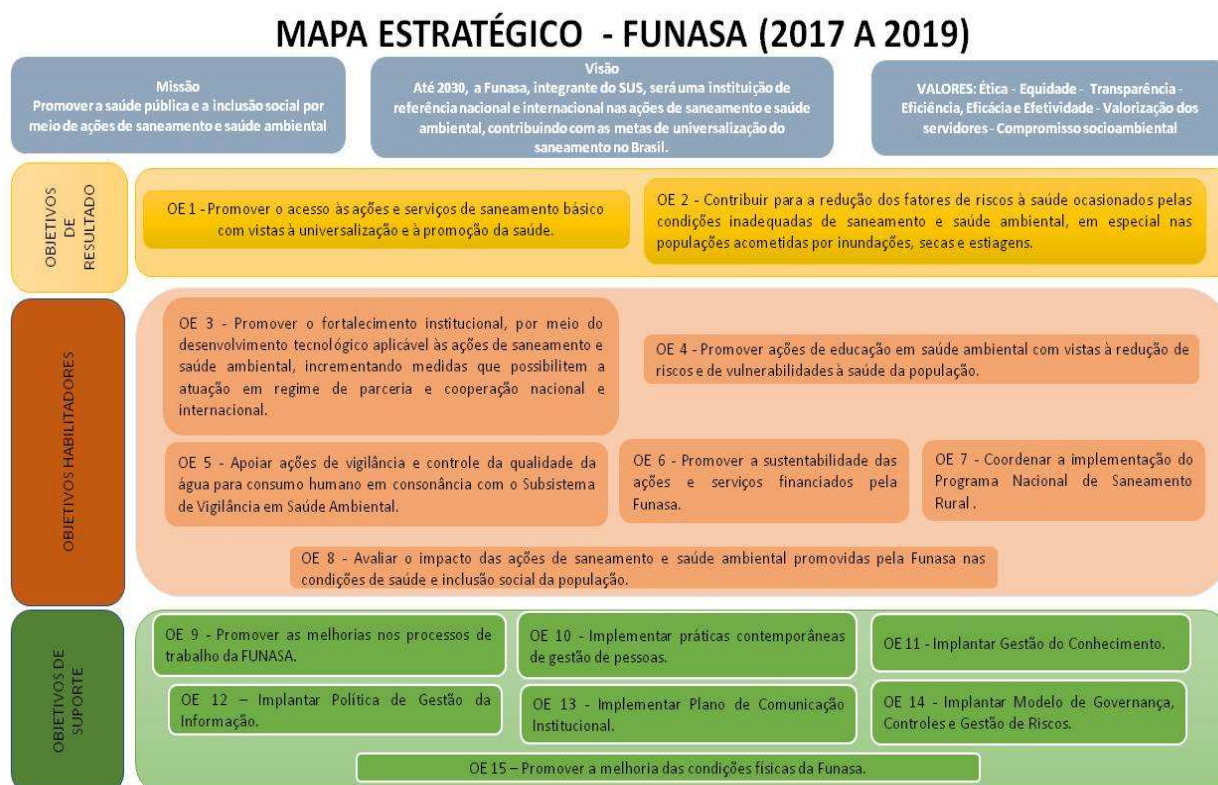 MAPA ESTRATÉGICO - FUNASA (2017 A 2019)
Missão
Promover a saúde pública e a inclusão social por
meio de ações de saneamento e saúde ambiental
Visão
Até 2030, a Funasa, integrante do SUS, será uma instituição de
referência nacional e internacional nas ações de saneamento e saúde
ambiental, contribuindo com as metas de universalização do
saneamento no Brasil.
VALORES: Ética - Equidade - Transparência -
Eficiência, Eficácia e Efetividade - Valorização dos
servidores - Compromisso socioambiental
OBJETIVOS
DE
RESULTADO
OE 1 - Promover o acesso às ações e serviços de saneamento básico
com vistas à universalização e à promoção da saúde.
OE 2 - Contribuir para a redução dos fatores de riscos à saúde ocasionados pelas
condições inadequadas de saneamento e saúde ambiental, em especial nas
populações acometidas por inundações, secas e estiagens.
OBJETIVOS HABILITADORES
OE 3 - Promover o fortalecimento institucional, por meio do
desenvolvimento tecnológico aplicável às ações de saneamento e
saúde ambiental, incrementando medidas que possibilitem a
atuação em regime de parceria e cooperação nacional e
internacional.
OE 4 - Promover ações de educação em saúde ambiental com vistas à redução de
riscos e de vulnerabilidades à saúde da população.
OE 5 - Apoiar ações de vigilância e controle da qualidade da
água para consumo humano em consonância com o Subsistema
de Vigilância em Saúde Ambiental.
OE 6 - Promover a sustentabilidade das
ações e serviços financiados pela
Funasa.
OE 7 - Coordenar a implementação do
Programa Nacional de Saneamento
Rural .
OE 8 - Avaliar o impacto das ações de saneamento e saúde ambiental promovidas pela Funasa nas
condições de saúde e inclusão social da população.
OBJETIVOS DE
SUPORTE
OE 9 - Promover as melhorias nos processos de
trabalho da FUNASA.
OE 10 - Implementar práticas contemporâneas
de gestão de pessoas.
OE 11 - Implantar Gestão do Conhecimento.
OE 12 – Implantar Política de Gestão da
Informação.
OE 13 - Implementar Plano de Comunicação
Institucional.
OE 14 - Implantar Modelo de Governança,
Controles e Gestão de Riscos.
OE 15 – Promover a melhoria das condições físicas da Funasa.